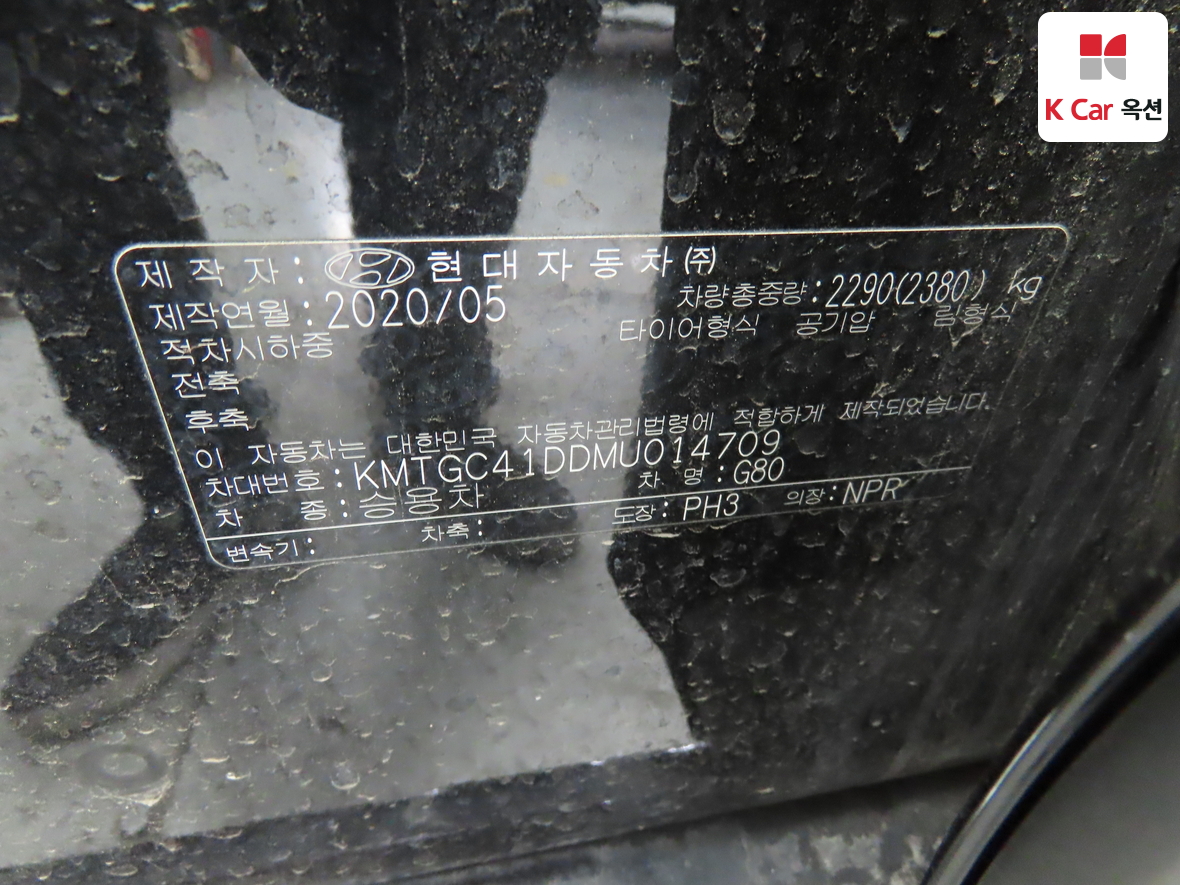 K Car 옥션
제작자 : HYUNDAI 현대자동차㈜
제작연월 : 2020/05 차량총중량 : 2290(2380) kg
적차시하중 타이어형식 공기압 림형식
전축
후축
이 자동차는 대한민국 자동차관리법령에 적합하게 제작되었습니다.
차대번호 : KMTGC41DDMU014709
차 종 : 승용차 차 명 : G80
변속기 : 차축 : 도장 : PH3 의장 : NPR